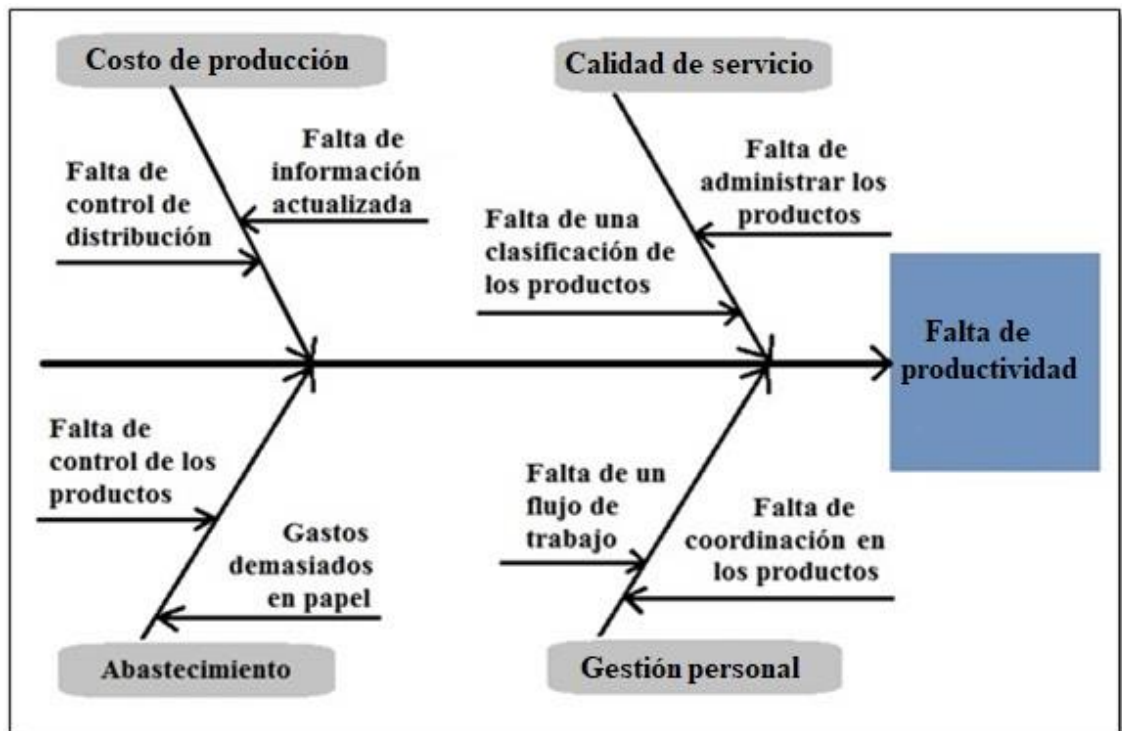 Costo de producción
Calidad de servicio
Falta de
control de
distribución
Falta de
información
actualizada
Falta de una
clasificación de
los productos
Falta de
administrar los
productos
Falta de
productividad
Falta de
control de los
productos
Gastos
demasiados
en papel
Falta de un
flujo de
trabajo
Falta de
coordinación en
los productos
Abastecimiento
Gestión personal